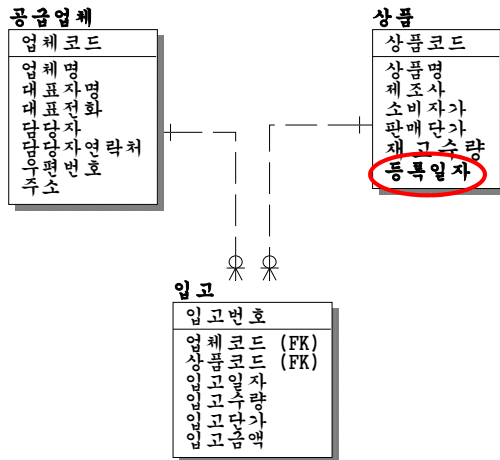 공급업체
업체코드
업체명
대표자명
대표전화
담당자
담당자연락처
우편번호
주소
상품
상품코드
상품명
제조사
소비자가
판매단가
재고수량
등록일자
입고
입고번호
업체코드 (FK)
상품코드 (FK)
입고일자
입고수량
입고단가
입고금액